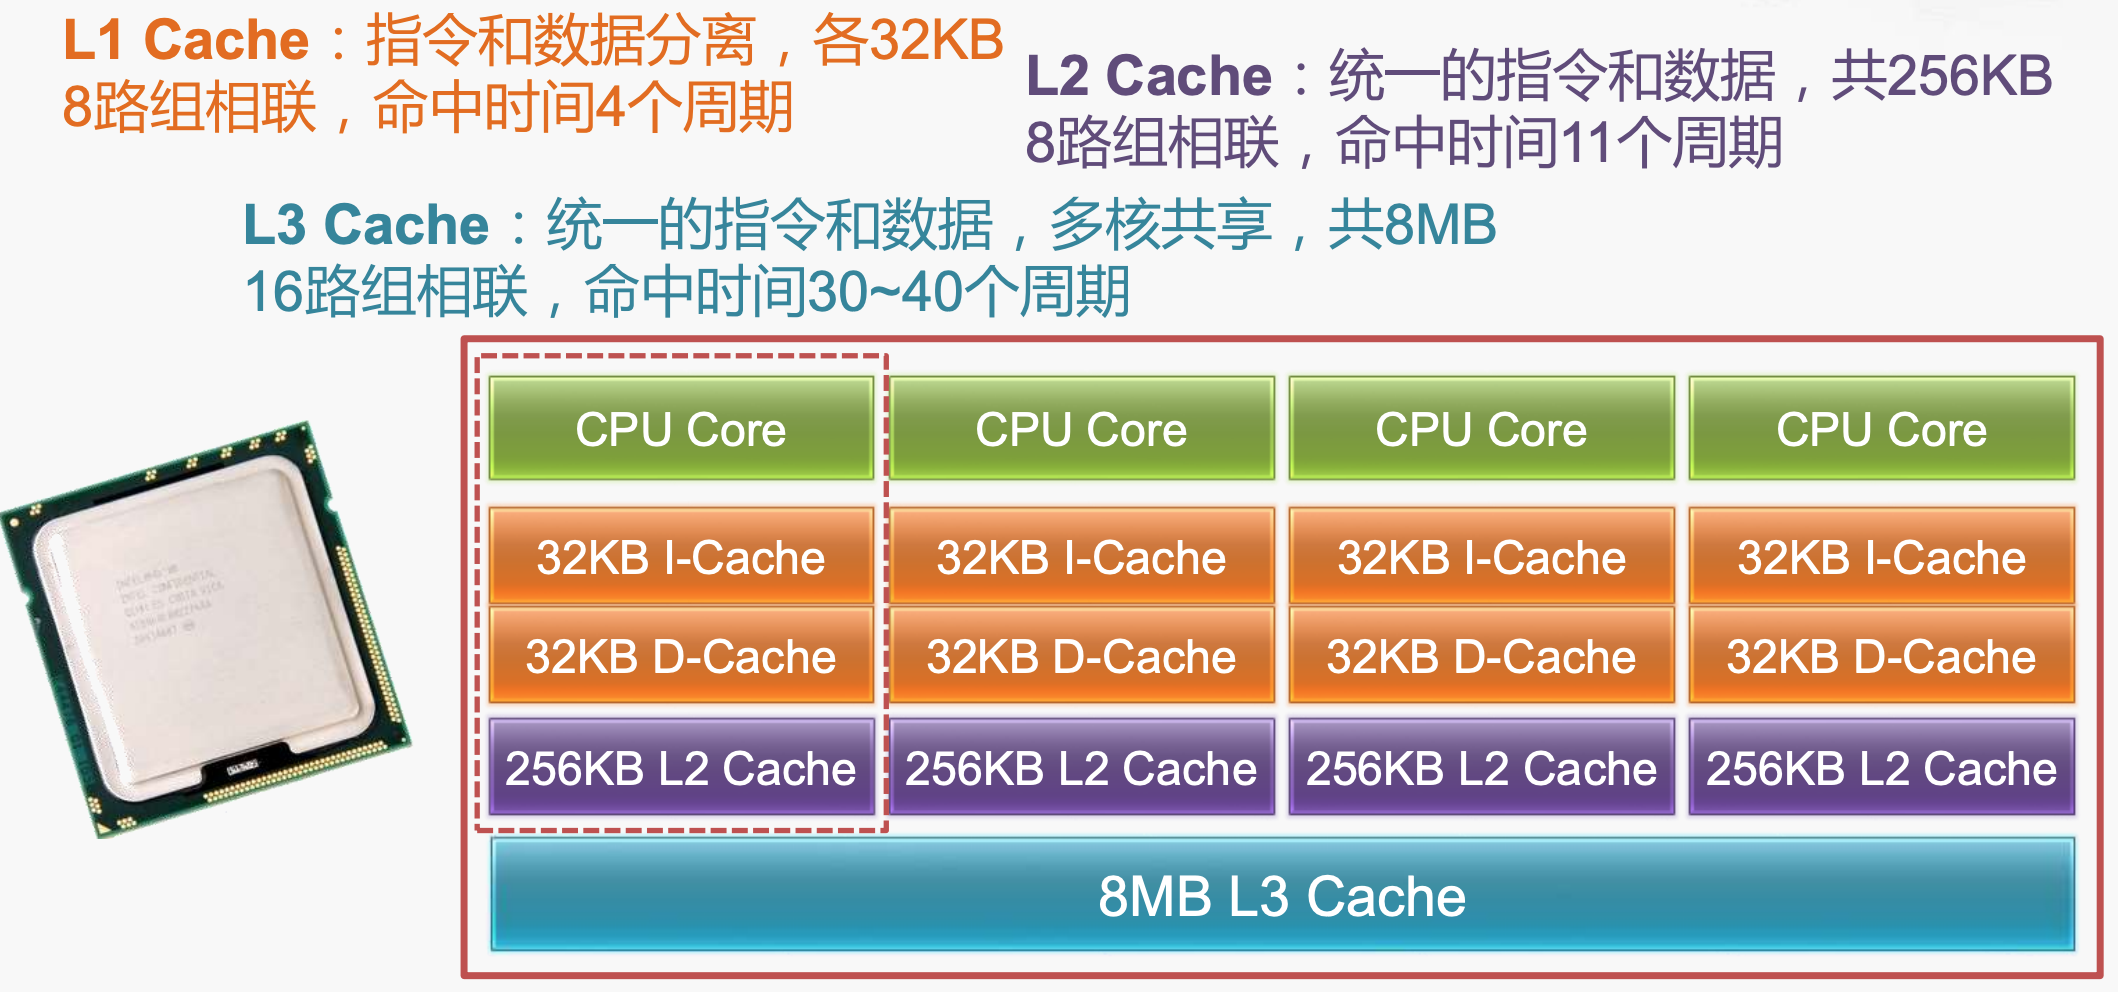 L1 Cache：指令和数据分离，各32KB
8路组相联，命中时间4个周期
L2 Cache：统一的指令和数据，共256KB
8路组相联，命中时间11个周期
L3 Cache：统一的指令和数据，多核共享，共8MB
16路组相联，命中时间30~40个周期
CPU Core CPU Core CPU Core CPU Core
32KB I-Cache 32KB I-Cache 32KB I-Cache 32KB I-Cache
32KB D-Cache 32KB D-Cache 32KB D-Cache 32KB D-Cache
256KB L2 Cache 256KB L2 Cache 256KB L2 Cache 256KB L2 Cache
8MB L3 Cache